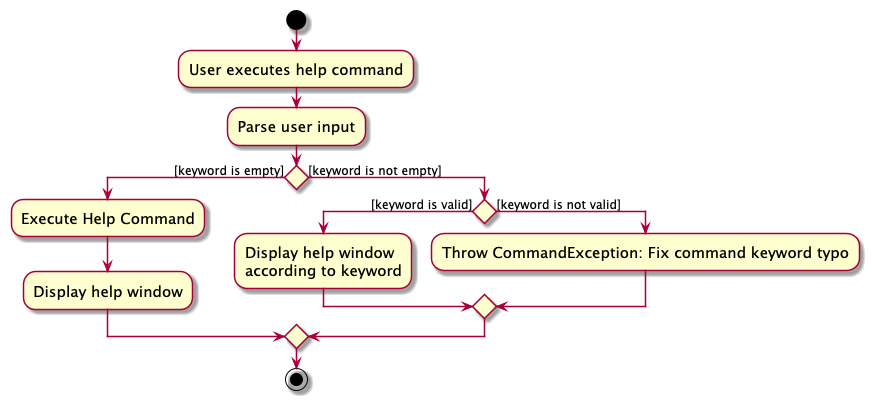 User executes help command
Parse user input
[keyword is empty]
[keyword is not empty]
Execute Help Command
[keyword is valid]
[keyword is not valid]
Display help window
according to keyword
Throw CommandException: Fix command keyword typo
Display help window